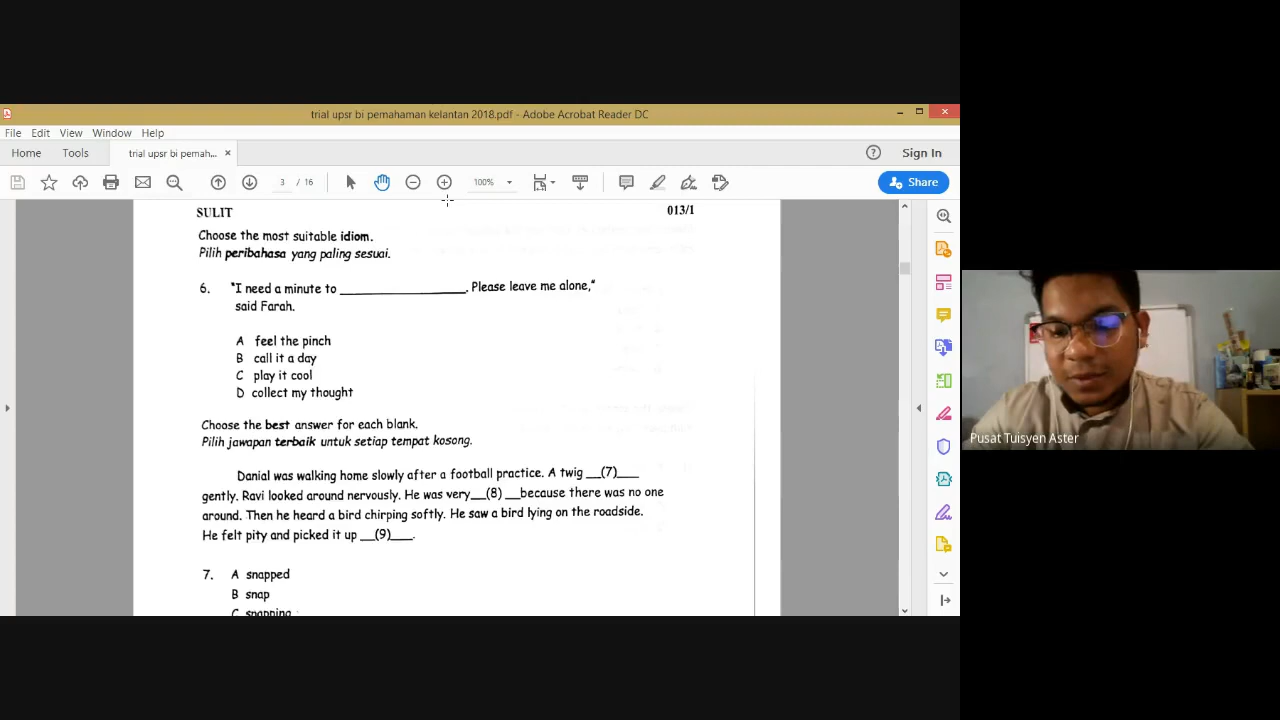 trial upsr bi pemahaman kelantan 2018.pdf - Adobe Acrobat Reader DC
File Edit View Window Help
Home Tools trial upsr bi pemah... × Sign In
3 / 16 100% Share
SULIT 013/1
Choose the most suitable idiom.
Pilih peribahasa yang paling sesuai.
6. "I need a minute to ____________________. Please leave me alone,"
said Farah.
A feel the pinch
B call it a day
C play it cool
D collect my thought
Choose the best answer for each blank.
Pilih jawapan terbaik untuk setiap tempat kosong.
Danial was walking home slowly after a football practice. A twig __(7)___
gently. Ravi looked around nervously. He was very__(8) __because there was no one
around. Then he heard a bird chirping softly. He saw a bird lying on the roadside.
He felt pity and picked it up __(9)___.
7. A snapped
B snap
C snapping
Pusat Tuisyen Aster